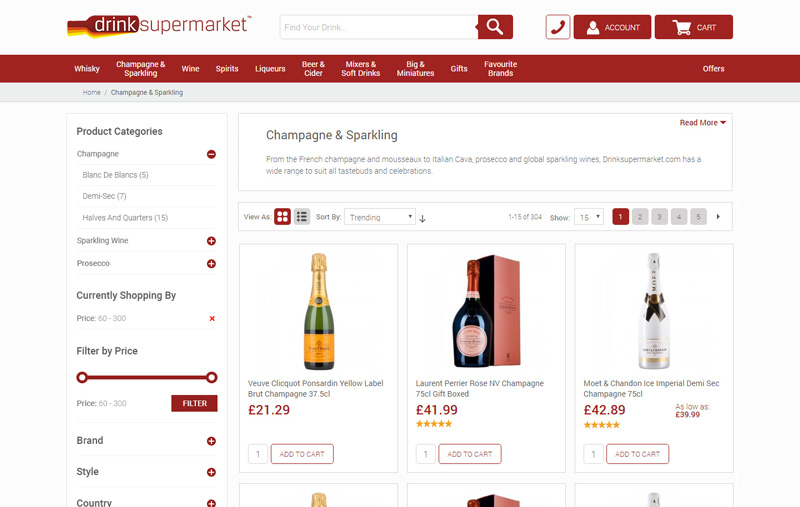 drinksupermarket™
Find Your Drink...
ACCOUNT
CART
Whisky
Champagne &
Sparkling
Wine
Spirits
Liqueurs
Beer &
Cider
Mixers &
Soft Drinks
Big &
Miniatures
Gifts
Favourite
Brands
Offers
Home / Champagne & Sparkling
Product Categories
Champagne
Blanc De Blancs (5)
Demi-Sec (7)
Halves And Quarters (15)
Sparkling Wine
Prosecco
Currently Shopping By
Price: 60 - 300
Filter by Price
Price: 60 - 300
FILTER
Brand
Style
Country
Read More
Champagne & Sparkling
From the French champagne and mousseaux to Italian Cava, prosecco and global sparkling wines, Drinksupermarket.com has a
wide range to suit all tastebuds and celebrations.
View As:
Sort By: Trending
1-15 of 304
Show: 15
1 2 3 4 5
Veuve Clicquot Ponsardin Yellow Label
Brut Champagne 37.5cl
£21.29
1 ADD TO CART
Laurent Perrier Rose NV Champagne
75cl Gift Boxed
£41.99
1 ADD TO CART
MOET
Moet & Chandon Ice Imperial Demi Sec
Champagne 75cl
£42.89
As low as:
£39.99
1 ADD TO CART